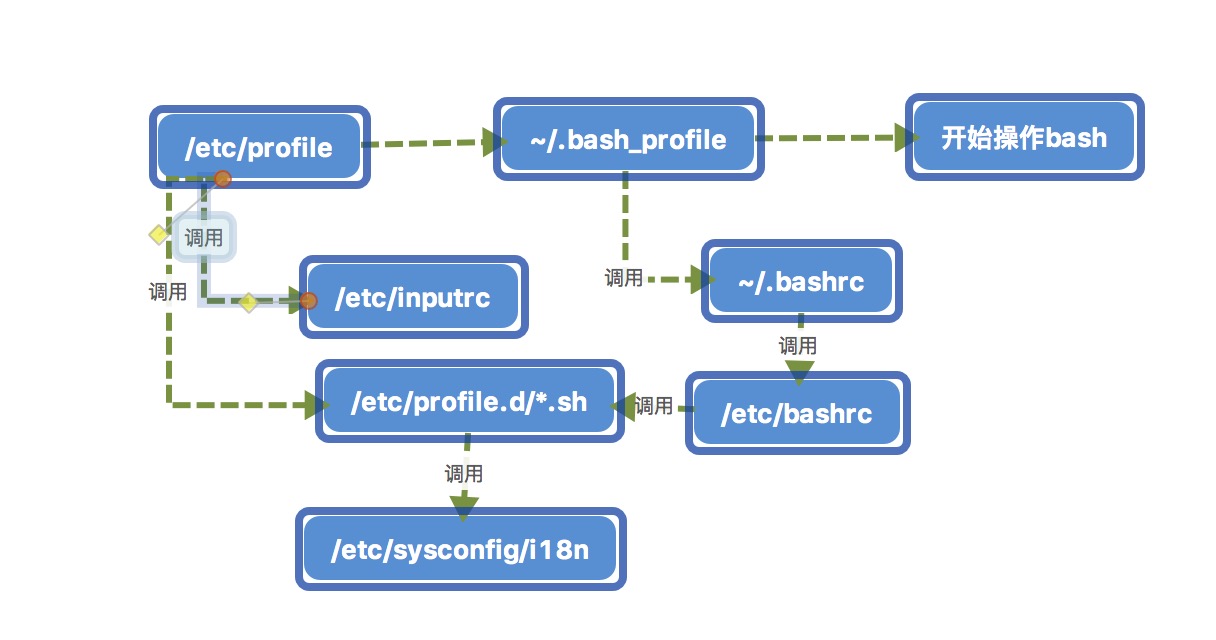 /etc/profile
~/.bash_profile
开始操作bash
调用
调用
/etc/inputrc
调用
~/.bashrc
调用
/etc/profile.d/*.sh
调用
/etc/bashrc
调用
/etc/sysconfig/i18n